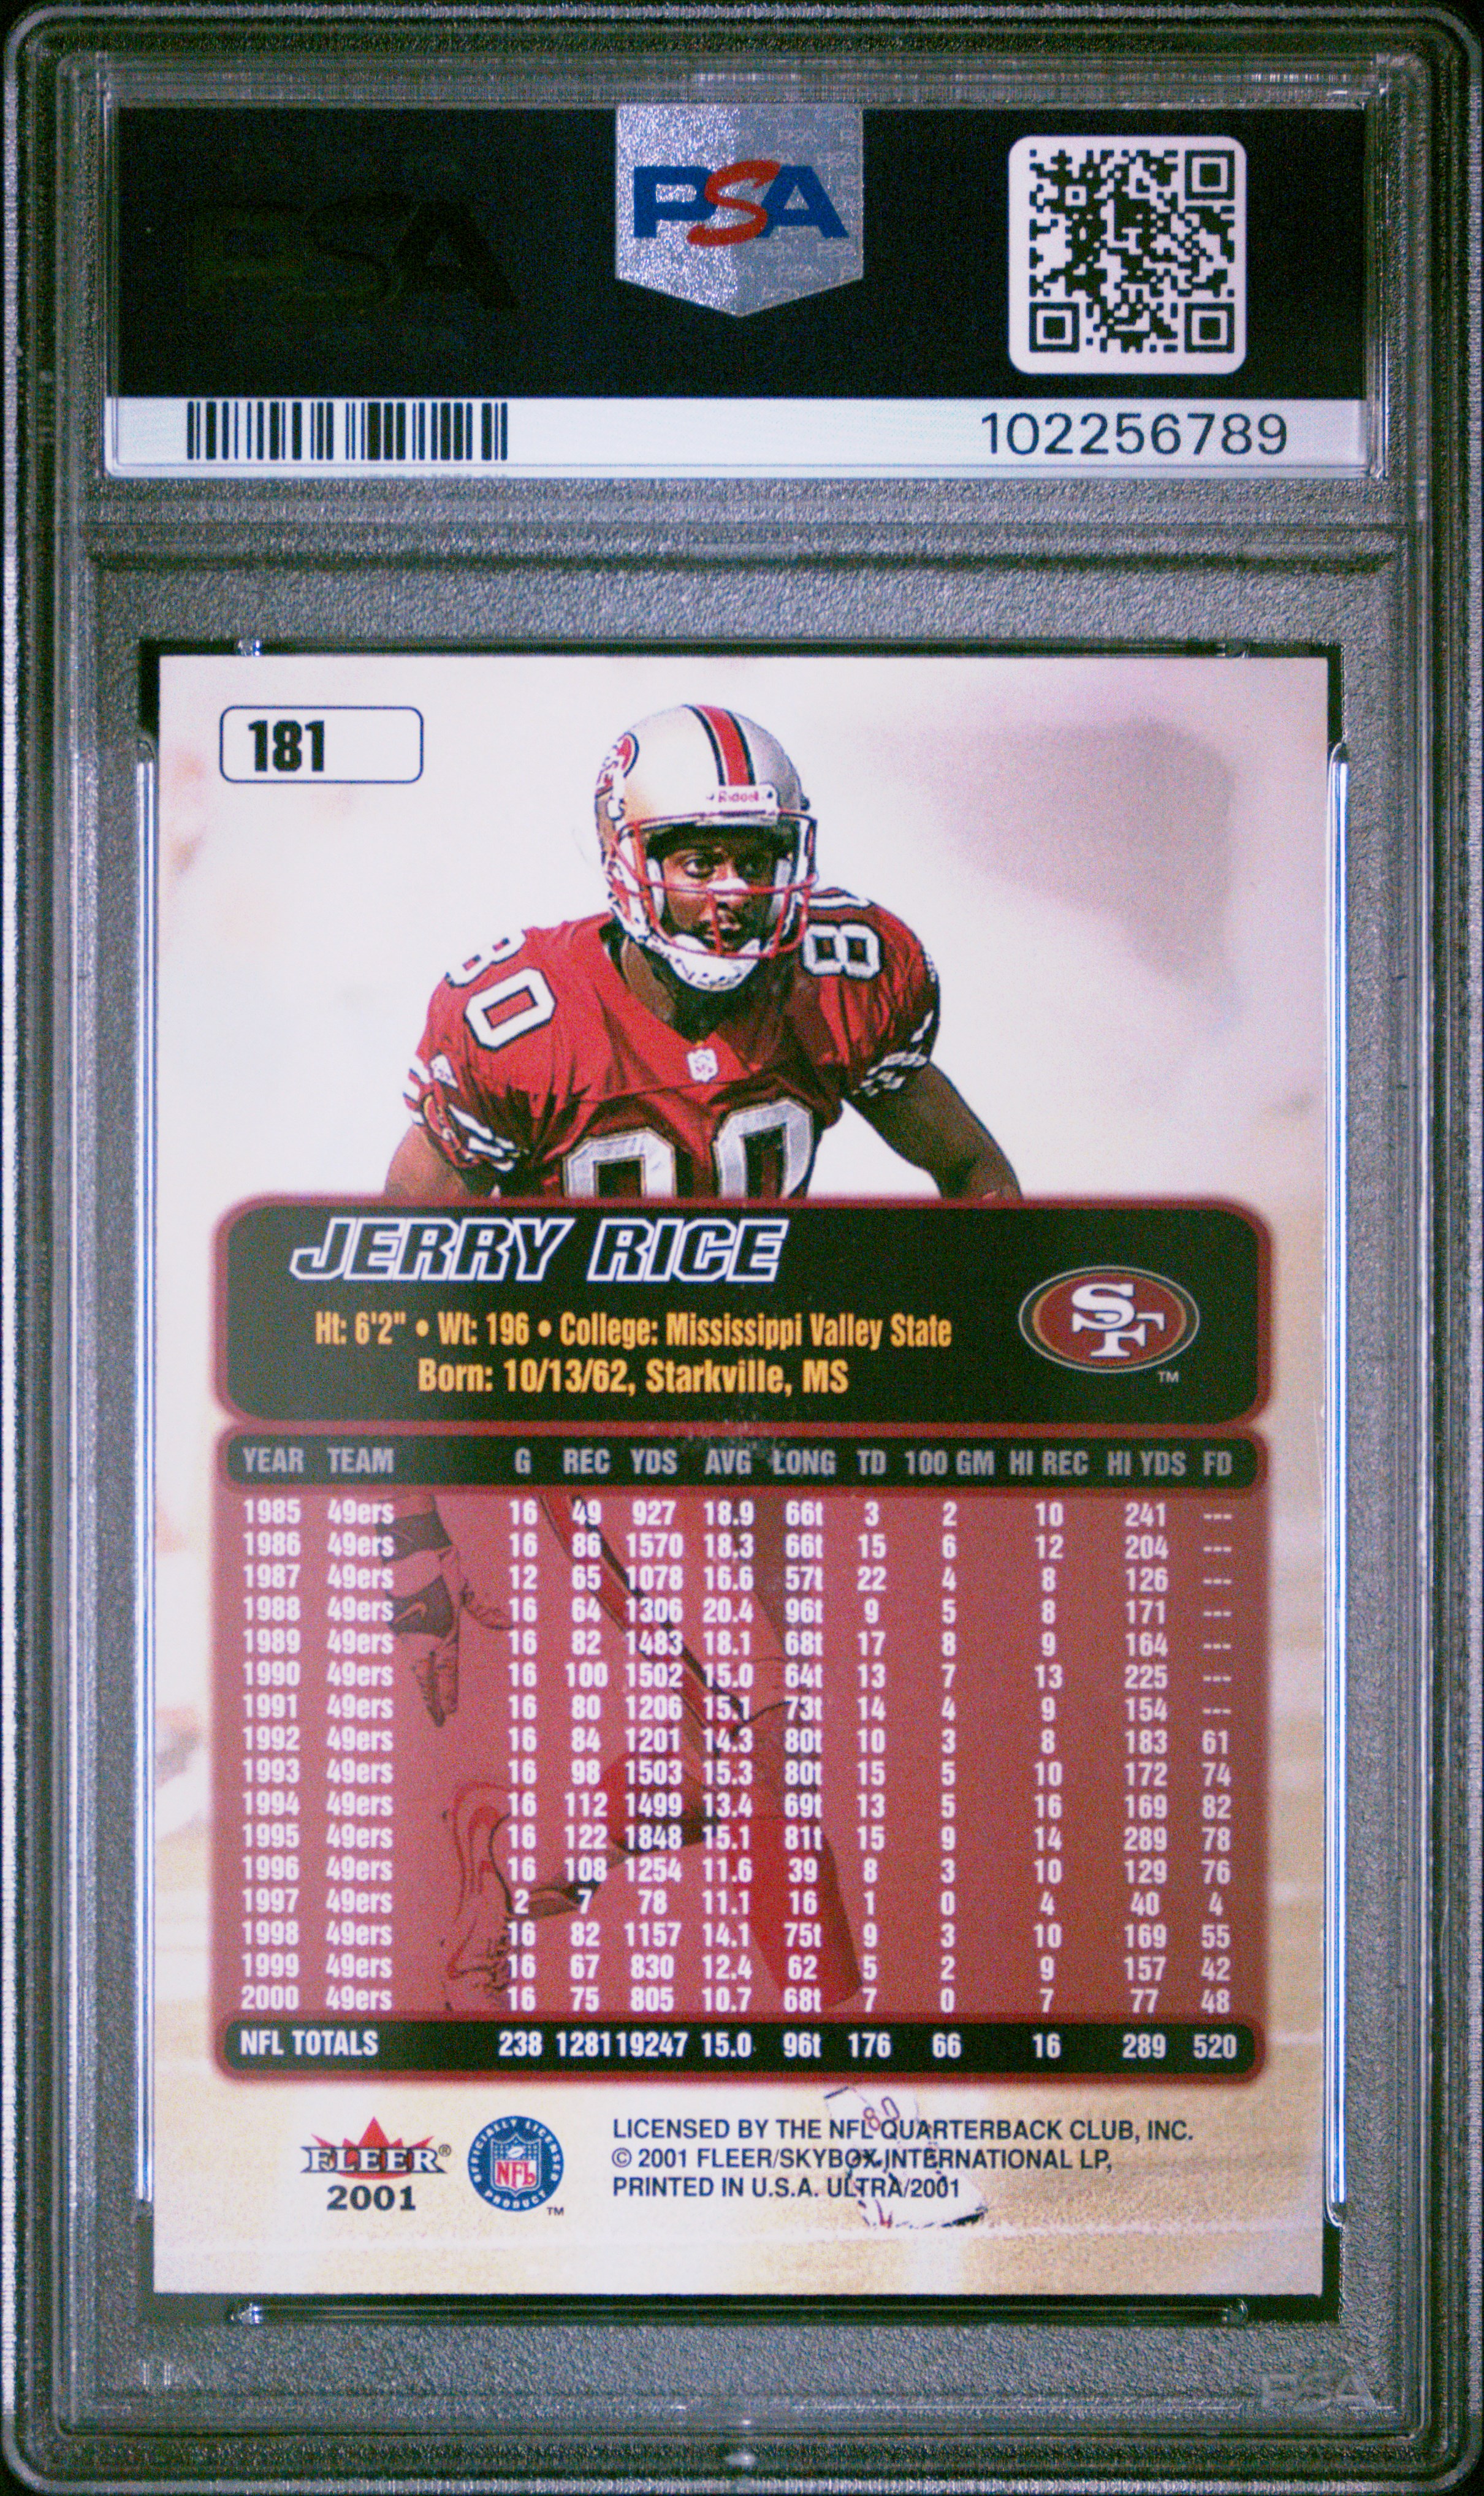 PSA
102256789
181
Riddell
80
80
80
JERRY RICE
Ht: 6'2" • Wt: 196 • College: Mississippi Valley State
Born: 10/13/62, Starkville, MS
SF
TM
YEAR TEAM G REC YDS AVG LONG TD 100 GM HI REC HI YDS FD
1985 49ers 16 49 927 18.9 66t 3 2 10 241 ---
1986 49ers 16 86 1570 18.3 66t 15 6 12 204 ---
1987 49ers 12 65 1078 16.6 57t 22 4 8 126 ---
1988 49ers 16 64 1306 20.4 96t 9 5 8 171 ---
1989 49ers 16 82 1483 18.1 68t 17 8 9 164 ---
1990 49ers 16 100 1502 15.0 64t 13 7 13 225 ---
1991 49ers 16 80 1206 15.1 73t 14 4 9 154 ---
1992 49ers 16 84 1201 14.3 80t 10 3 8 183 61
1993 49ers 16 98 1503 15.3 80t 15 5 10 172 74
1994 49ers 16 112 1499 13.4 69t 13 5 16 169 82
1995 49ers 16 122 1848 15.1 81t 15 9 14 289 78
1996 49ers 16 108 1254 11.6 39 8 3 10 129 76
1997 49ers 2 7 78 11.1 16 1 0 4 40 4
1998 49ers 16 82 1157 14.1 75t 9 3 10 169 55
1999 49ers 16 67 830 12.4 62 5 2 9 157 42
2000 49ers 16 75 805 10.7 68t 7 0 7 77 48
NFL TOTALS 238 1281 19247 15.0 96t 176 66 16 289 520
FLEER®
2001
OFFICIALLY LICENSED
NFL
PRODUCT
TM
LICENSED BY THE NFL QUARTERBACK CLUB, INC.
© 2001 FLEER/SKYBOX INTERNATIONAL LP,
PRINTED IN U.S.A. ULTRA/2001
80
PSA